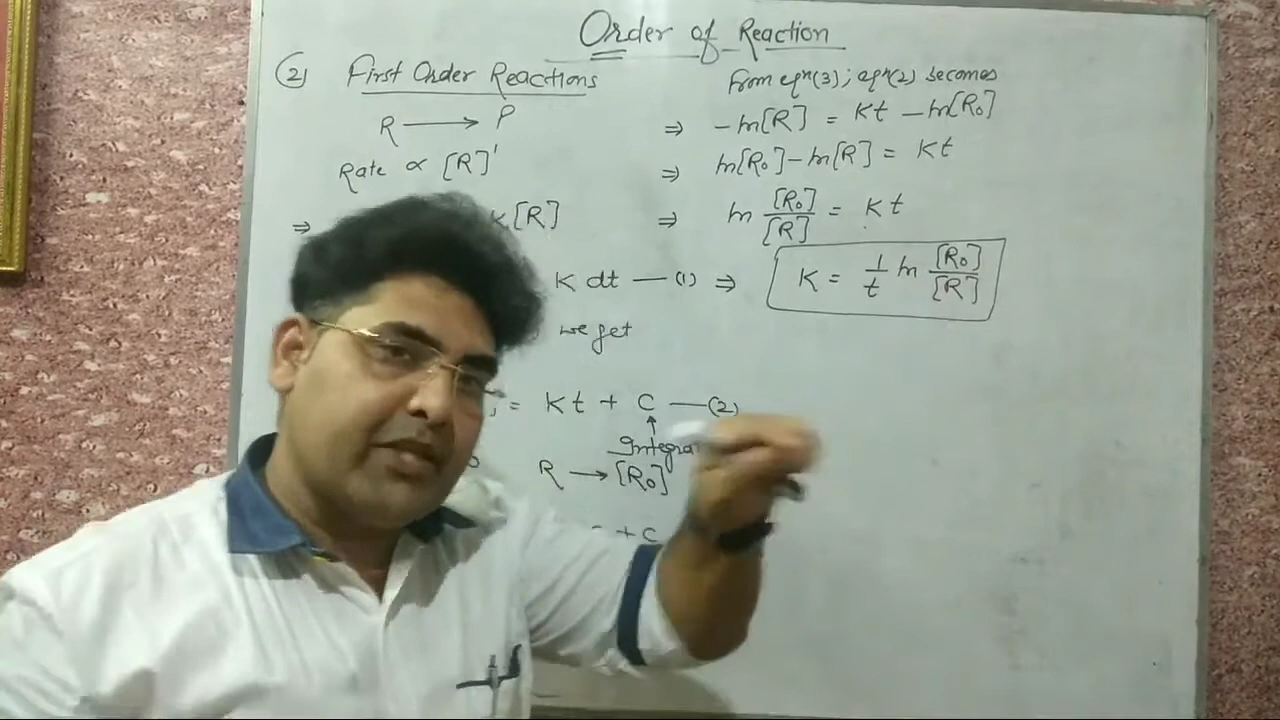 Order of Reaction
(2) First Order Reactions
R ⟶ P
Rate ∝ [R]¹
⇒ K[R]
K dt — (1)
we get
= Kt + C — (2)
↑
R → [R₀]
+ C
From eqⁿ(3); eqⁿ(2) becomes
⇒ -ln[R] = Kt - ln[R₀]
⇒ ln[R₀] - ln[R] = Kt
⇒ ln [R₀]/[R] = Kt
⇒ K = 1/t ln [R₀]/[R]